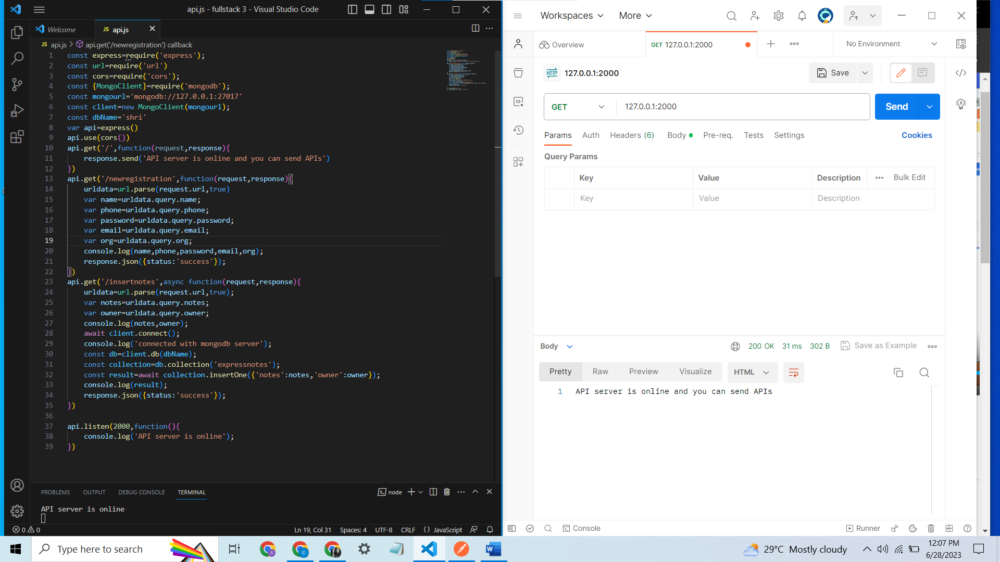 api.js - fullstack 3 - Visual Studio Code
Welcome
JS api.js
JS api.js > api.get('/newregistration') callback
1 const express=require('express');
2 const url=require('url')
3 const cors=require('cors');
4 const {MongoClient}=require('mongodb');
5 const mongourl='mongodb://127.0.0.1:27017'
6 const client=new MongoClient(mongourl);
7 const dbName='shri'
8 var api=express()
9 api.use(cors())
10 api.get('/',function(request,response){
11 response.send('API server is online and you can send APIs')
12 })
13 api.get('/newregistration',function(request,response){
14 urldata=url.parse(request.url,true)
15 var name=urldata.query.name;
16 var phone=urldata.query.phone;
17 var password=urldata.query.password;
18 var email=urldata.query.email;
19 var org=urldata.query.org;
20 console.log(name,phone,password,email,org);
21 response.json({status:'success'});
22 })
23 api.get('/insertnotes',async function(request,response){
24 urldata=url.parse(request.url,true);
25 var notes=urldata.query.notes;
26 var owner=urldata.query.owner;
27 console.log(notes,owner);
28 await client.connect();
29 console.log('connected with mongodb server');
30 const db=client.db(dbName);
31 const collection=db.collection('expressnotes');
32 const result=await collection.insertOne({'notes':notes,'owner':owner});
33 console.log(result);
34 response.json({status:'success'});
35 })
36
37 api.listen(2000,function(){
38 console.log('API server is online');
39 })
PROBLEMS OUTPUT DEBUG CONSOLE TERMINAL node
API server is online
0 0 Ln 19, Col 31 Spaces: 4 UTF-8 CRLF {} JavaScript
Workspaces More
Overview GET 127.0.0.1:2000 No Environment
HTTP 127.0.0.1:2000 Save
GET 127.0.0.1:2000 Send
Params Auth Headers (6) Body Pre-req. Tests Settings Cookies
Query Params
Key Value Description Bulk Edit
Key Value Description
Body 200 OK 31 ms 302 B Save as Example
Pretty Raw Preview Visualize HTML
1 API server is online and you can send APIs
Console Runner
Type here to search 29°C Mostly cloudy 12:07 PM
6/28/2023